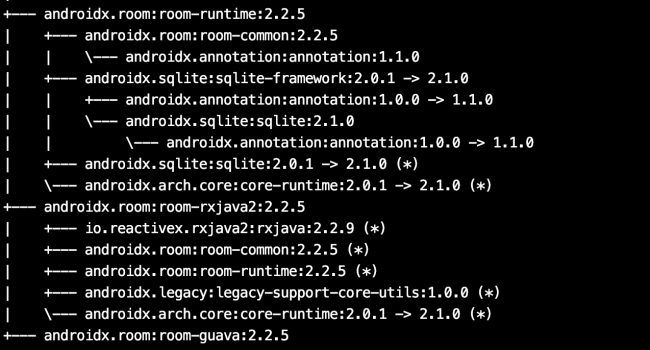 +--- androidx.room:room-runtime:2.2.5
|    +--- androidx.room:room-common:2.2.5
|    |    \--- androidx.annotation:annotation:1.1.0
|    +--- androidx.sqlite:sqlite-framework:2.0.1 -> 2.1.0
|    |    +--- androidx.annotation:annotation:1.0.0 -> 1.1.0
|    |    \--- androidx.sqlite:sqlite:2.1.0
|    |         \--- androidx.annotation:annotation:1.0.0 -> 1.1.0
|    +--- androidx.sqlite:sqlite:2.0.1 -> 2.1.0 (*)
|    \--- androidx.arch.core:core-runtime:2.0.1 -> 2.1.0 (*)
+--- androidx.room:room-rxjava2:2.2.5
|    +--- io.reactivex.rxjava2:rxjava:2.2.9 (*)
|    +--- androidx.room:room-common:2.2.5 (*)
|    +--- androidx.room:room-runtime:2.2.5 (*)
|    +--- androidx.legacy:legacy-support-core-utils:1.0.0 (*)
|    \--- androidx.arch.core:core-runtime:2.0.1 -> 2.1.0 (*)
+--- androidx.room:room-guava:2.2.5